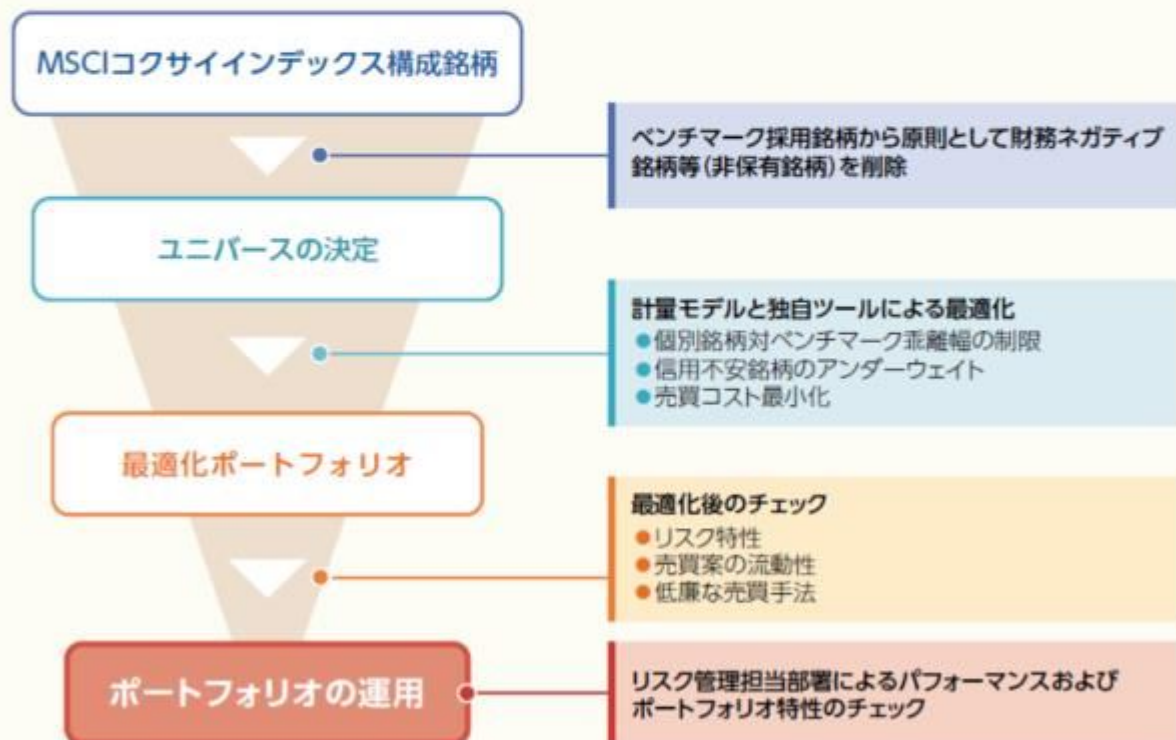 MSCIコクサイインデックス構成銘柄
ベンチマーク採用銘柄から原則として財務ネガティブ
銘柄等(非保有銘柄)を削除
ユニバースの決定
計量モデルと独自ツールによる最適化
●個別銘柄対ベンチマーク乖離幅の制限
●信用不安銘柄のアンダーウェイト
●売買コスト最小化
最適化ポートフォリオ
最適化後のチェック
●リスク特性
●売買案の流動性
●低廉な売買手法
ポートフォリオの運用
リスク管理担当部署によるパフォーマンスおよび
ポートフォリオ特性のチェック